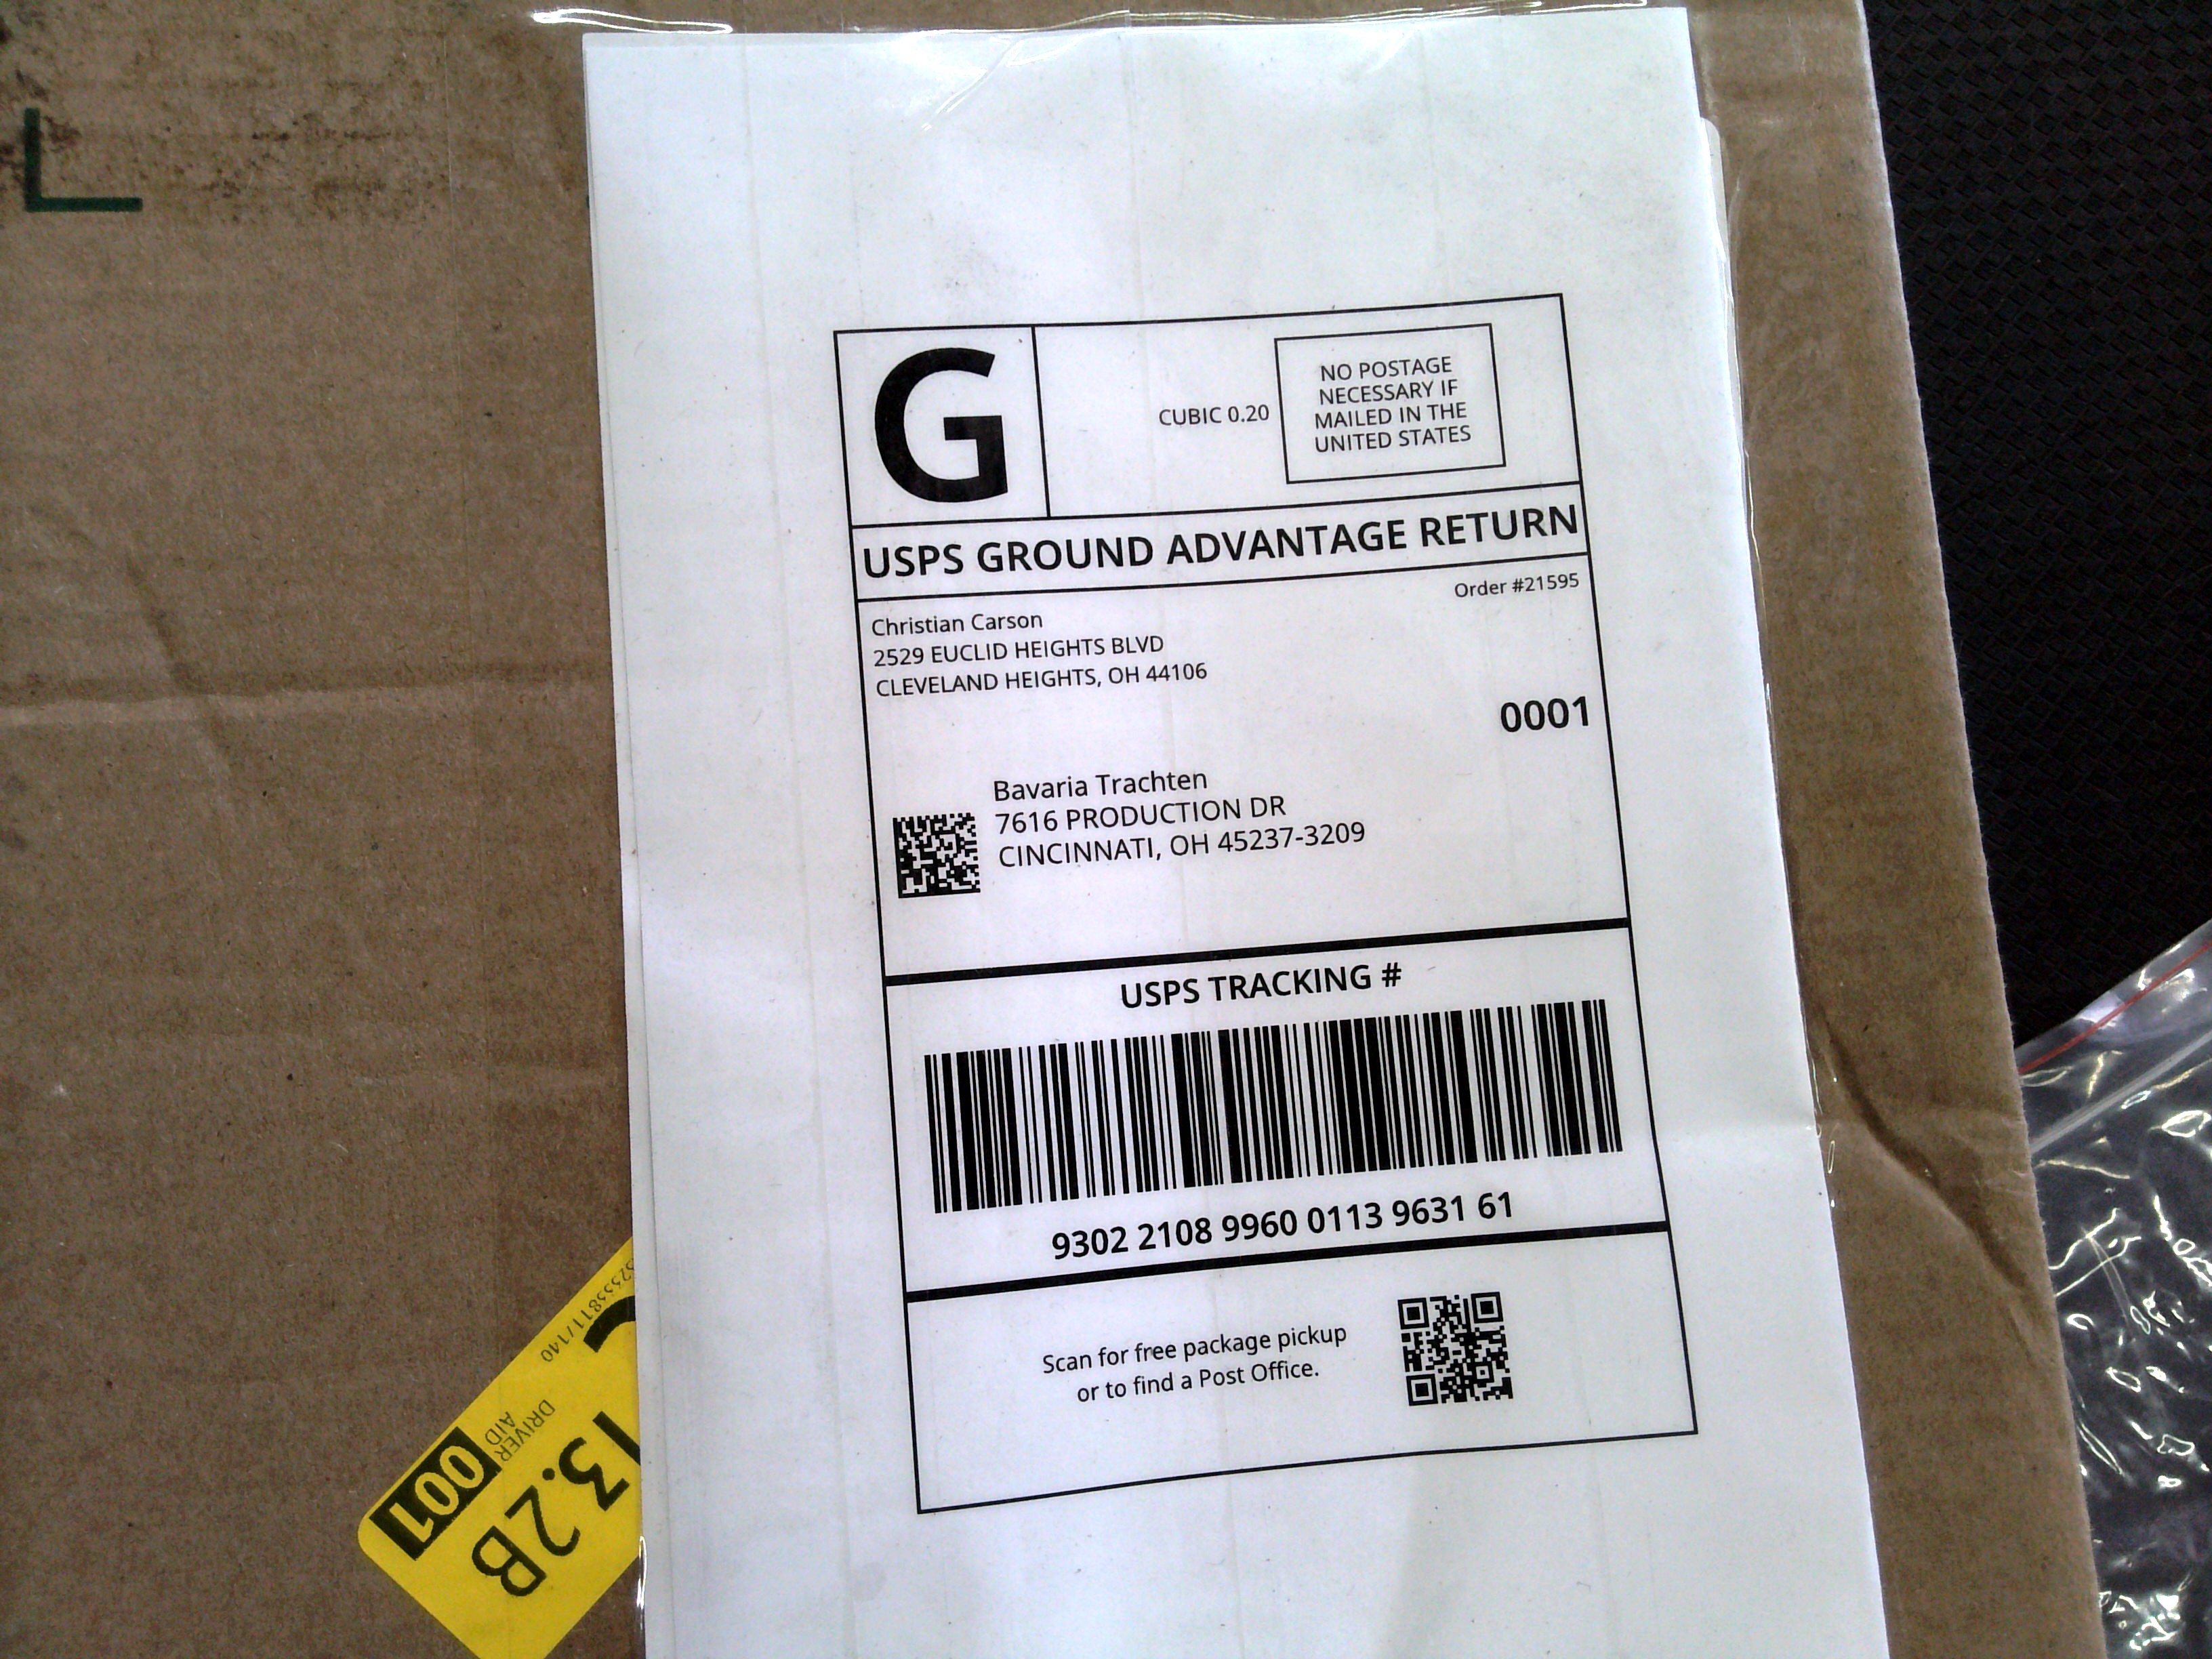 G
CUBIC 0.20
NO POSTAGE
NECESSARY IF
MAILED IN THE
UNITED STATES
USPS GROUND ADVANTAGE RETURN
Order #21595
Christian Carson
2529 EUCLID HEIGHTS BLVD
CLEVELAND HEIGHTS, OH 44106
0001
Bavaria Trachten
7616 PRODUCTION DR
CINCINNATI, OH 45237-3209
USPS TRACKING #
9302 2108 9960 0113 9631 61
Scan for free package pickup
or to find a Post Office.
DRIVER
AID
001
3.2B